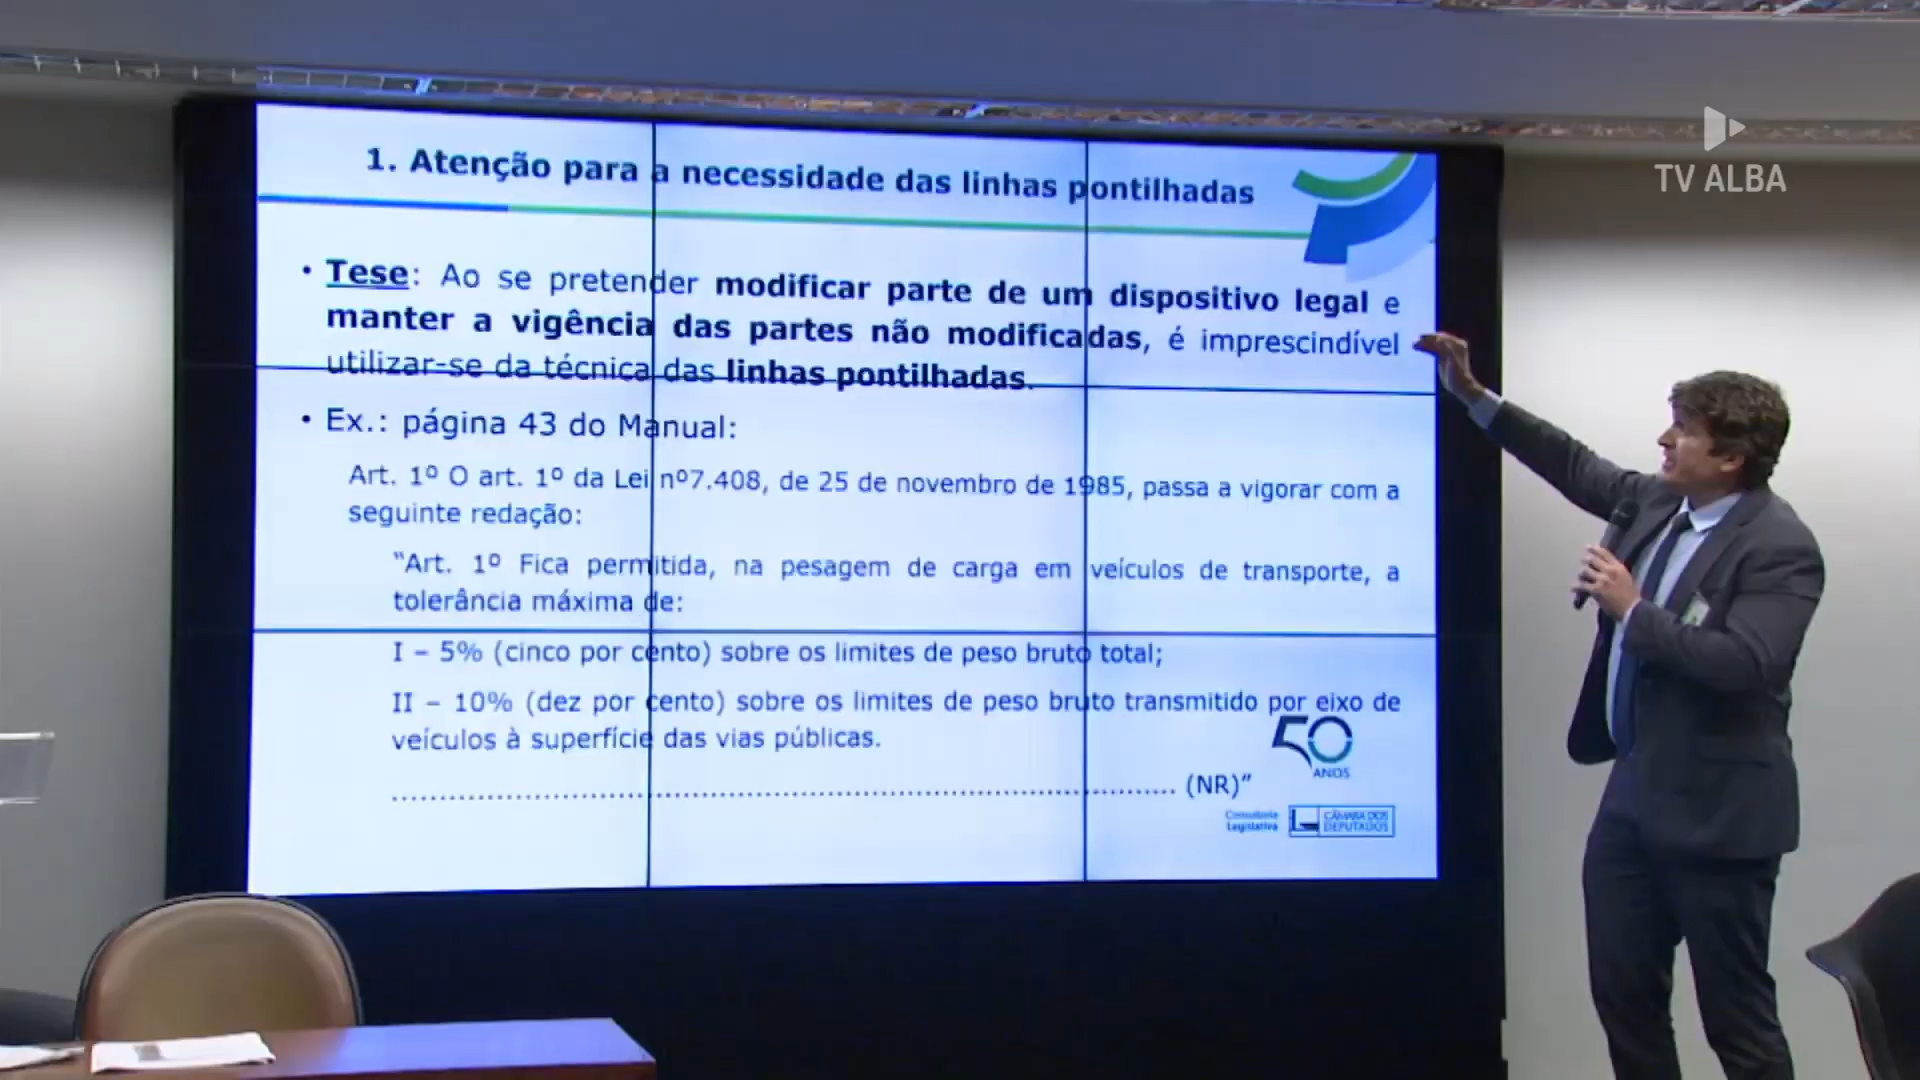 TV ALBA
1. Atenção para a necessidade das linhas pontilhadas
• Tese: Ao se pretender modificar parte de um dispositivo legal e
manter a vigência das partes não modificadas, é imprescindível
utilizar-se da técnica das linhas pontilhadas.
• Ex.: página 43 do Manual:
Art. 1º O art. 1º da Lei nº7.408, de 25 de novembro de 1985, passa a vigorar com a
seguinte redação:
"Art. 1º Fica permitida, na pesagem de carga em veículos de transporte, a
tolerância máxima de:
I – 5% (cinco por cento) sobre os limites de peso bruto total;
II – 10% (dez por cento) sobre os limites de peso bruto transmitido por eixo de
veículos à superfície das vias públicas.
50
ANOS
.................................................................................. (NR)"
Consultoria
Legislativa
CÂMARA DOS
DEPUTADOS